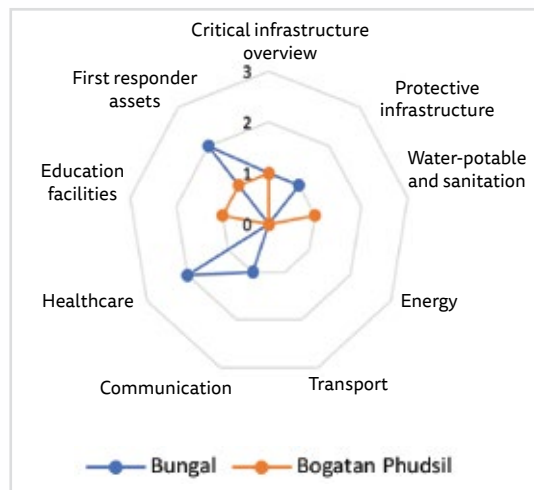 Critical infrastructure
overview
First responder
assets
Protective
infrastructure
Education
facilities
Water-potable
and sanitation
Healthcare
Energy
Communication
Transport
3
2
1
0
Bungal
Bogatan Phudsil